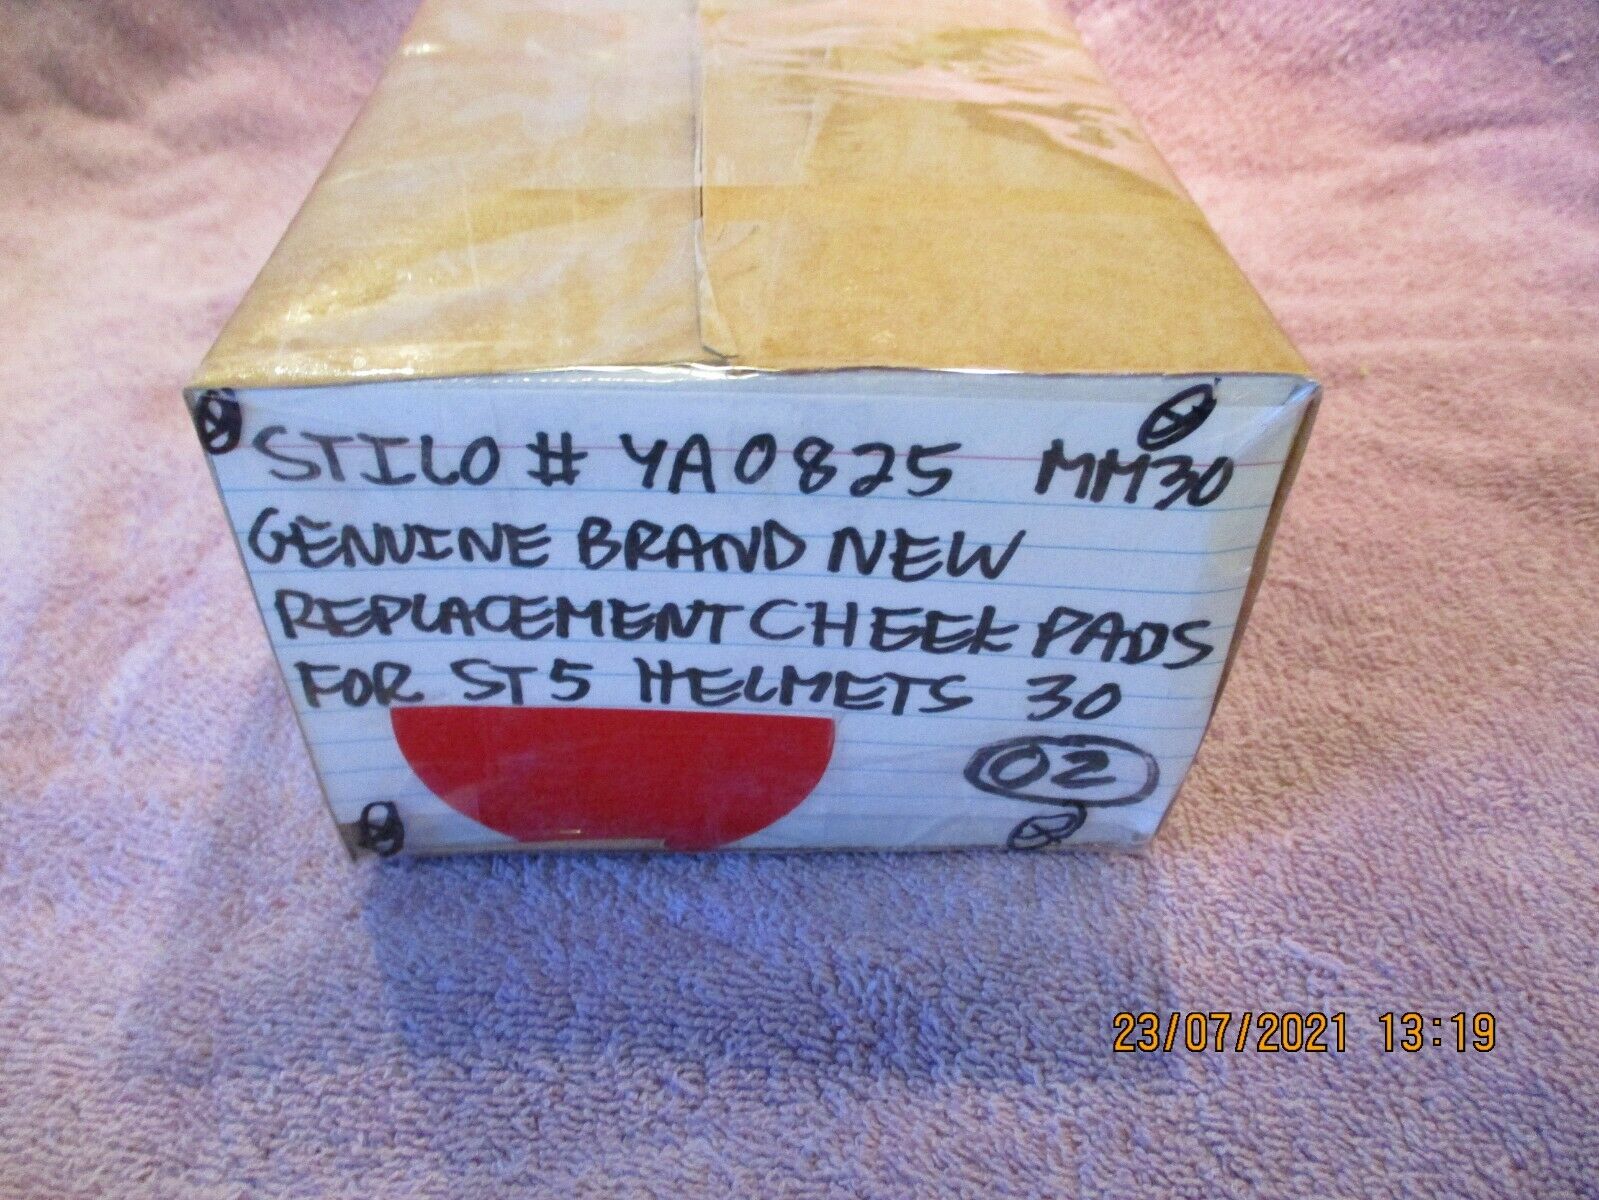 STILO # YA0825 MM30
GENUINE BRAND NEW
REPLACEMENT CHEEK PADS
FOR ST5 HELMETS 30
02
23/07/2021 13:19